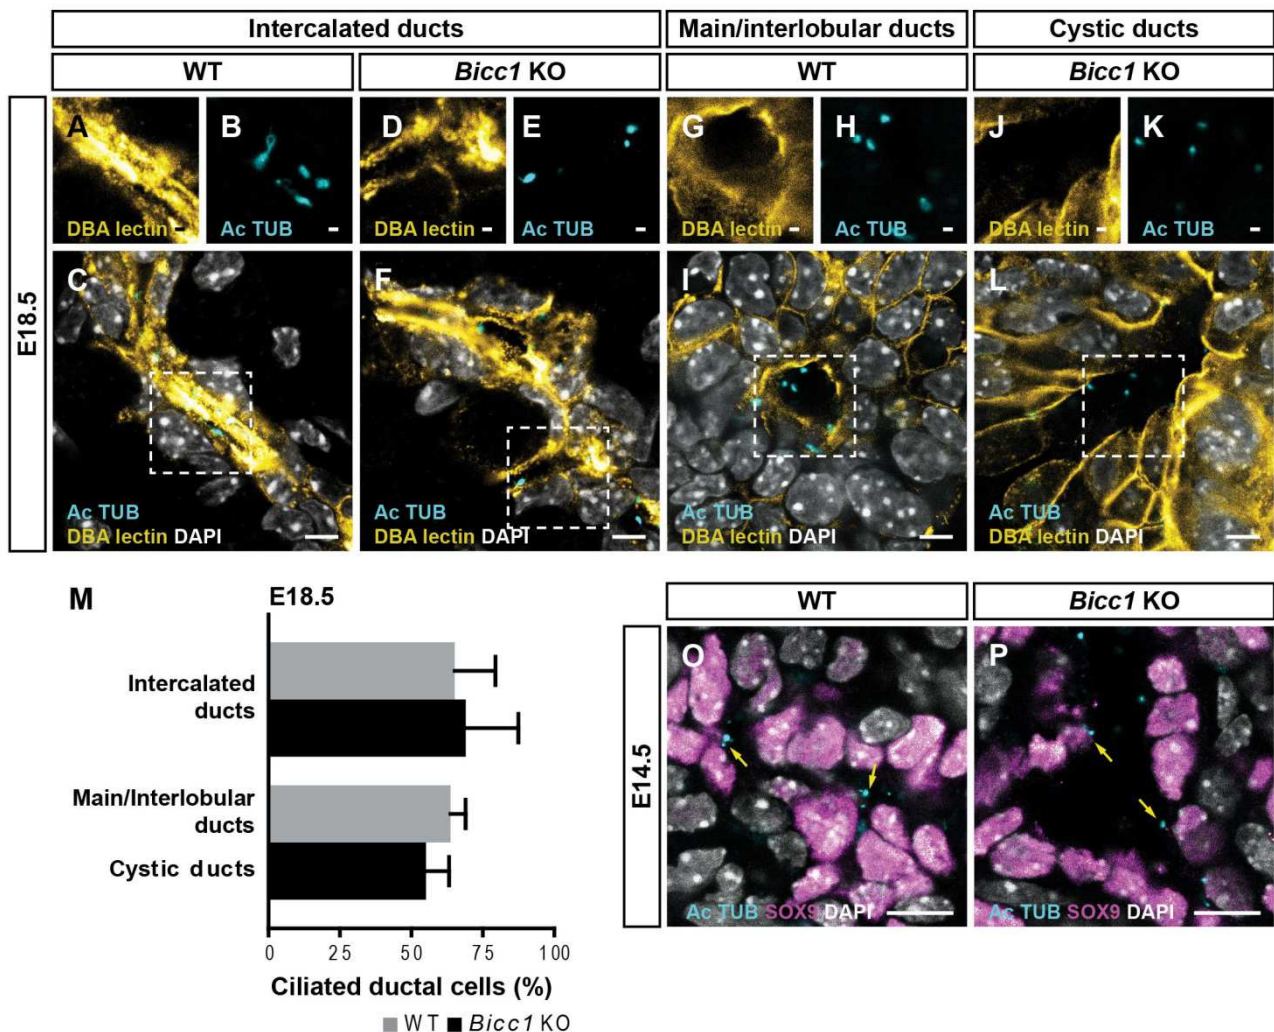 Intercalated ducts
Main/interlobular ducts
Cystic ducts
WT
Bicc1 KO
WT
Bicc1 KO
E18.5
A
DBA lectin
B
Ac TUB
D
DBA lectin
E
Ac TUB
G
DBA lectin
H
Ac TUB
J
DBA lectin
K
Ac TUB
C
Ac TUB
DBA lectin DAPI
F
Ac TUB
DBA lectin DAPI
I
Ac TUB
DBA lectin DAPI
L
Ac TUB
DBA lectin DAPI
M
E18.5
Intercalated
ducts
Main/Interlobular
ducts
Cystic ducts
0 25 50 75 100
Ciliated ductal cells (%)
WT Bicc1 KO
WT
Bicc1 KO
E14.5
O
Ac TUB SOX9 DAPI
P
Ac TUB SOX9 DAPI